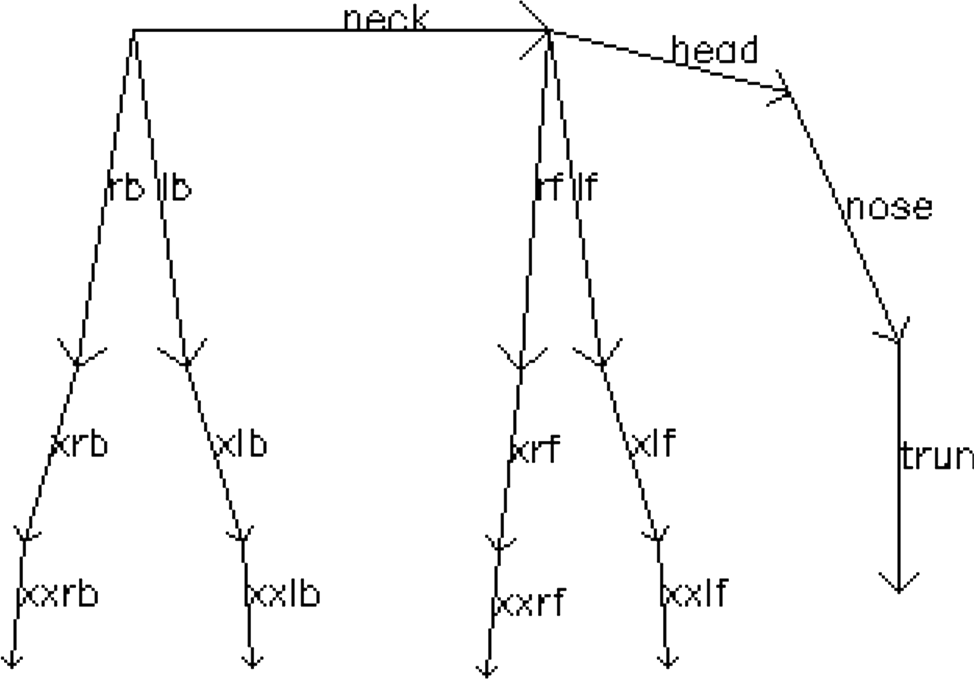 neck
head
rb lb
rf lf
nose
xrb
xlb
xrf
xlf
trun
xxrb
xxlb
xxrf
xxlf